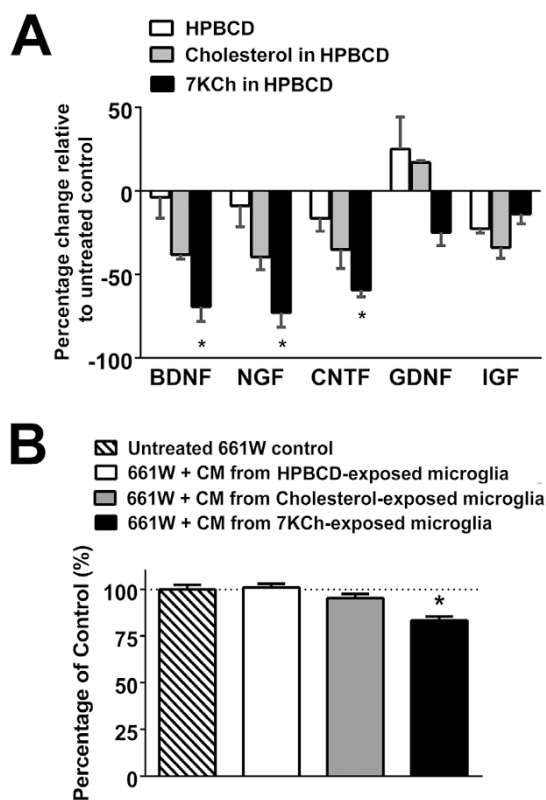 A
HPBCD
Cholesterol in HPBCD
7KCh in HPBCD
Percentage change relative
to untreated control
50
0
-50
-100
*
*
*
BDNF NGF CNTF GDNF IGF
B
Untreated 661W control
661W + CM from HPBCD-exposed microglia
661W + CM from Cholesterol-exposed microglia
661W + CM from 7KCh-exposed microglia
Percentage of Control (%)
100
75
50
25
0
*